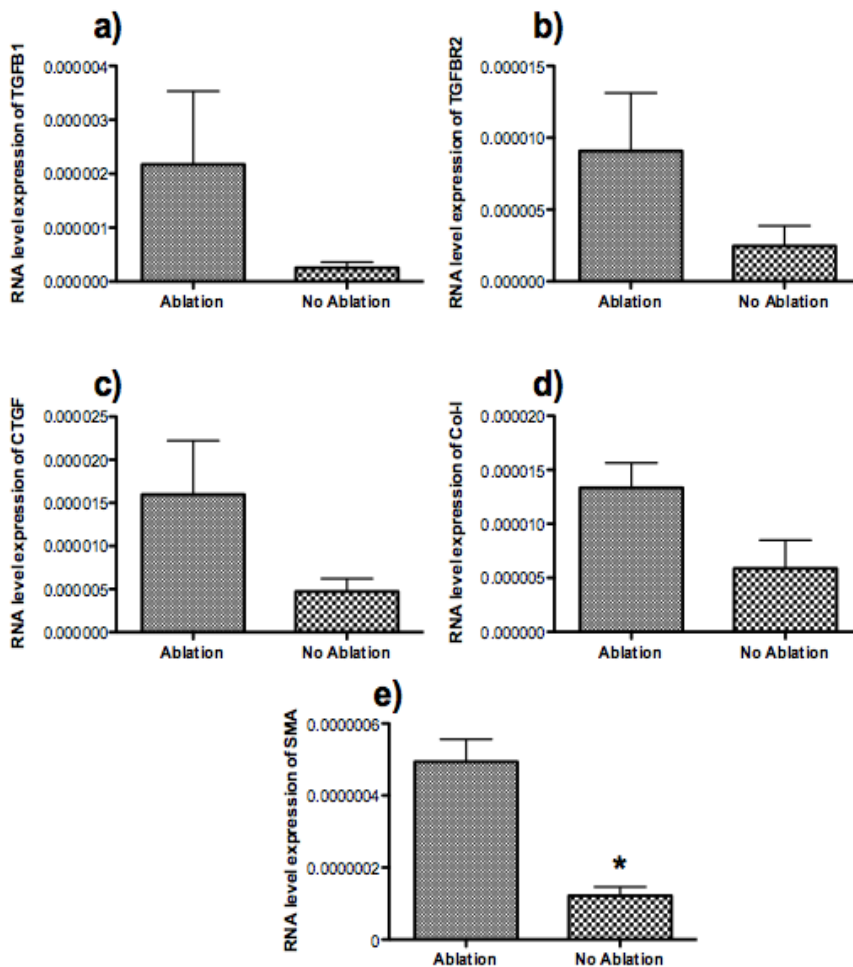 a)
RNA level expression of TGFB1
0.000004
0.000003
0.000002
0.000001
0.000000
Ablation No Ablation
b)
RNA level expression of TGFBR2
0.000015
0.000010
0.000005
0.000000
Ablation No Ablation
c)
RNA level expression of CTGF
0.000025
0.000020
0.000015
0.000010
0.000005
0.000000
Ablation No Ablation
d)
RNA level expression of Col-I
0.000020
0.000015
0.000010
0.000005
0.000000
Ablation No Ablation
e)
RNA level expression of SMA
0.0000006
0.0000004
0.0000002
0
*
Ablation No Ablation